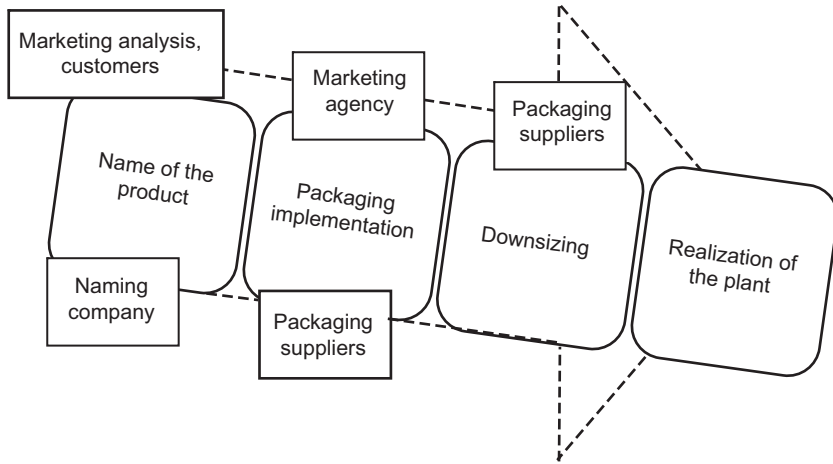 Marketing analysis,
customers
Marketing
agency
Packaging
suppliers
Name of the
product
Packaging
implementation
Downsizing
Realization of
the plant
Naming
company
Packaging
suppliers